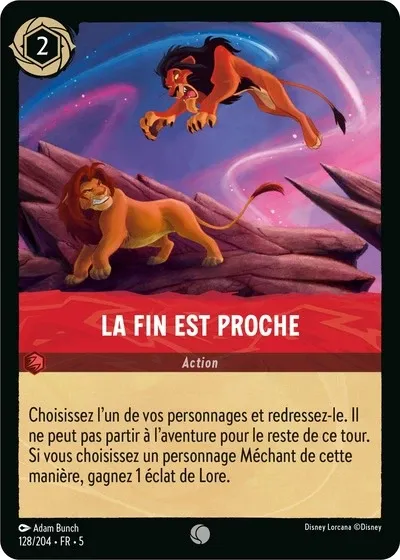 2
LA FIN EST PROCHE
Action
Choisissez l'un de vos personnages et redressez-le. Il
ne peut pas partir à l'aventure pour le reste de ce tour.
Si vous choisissez un personnage Méchant de cette
manière, gagnez 1 éclat de Lore.
Adam Bunch
128/204 • FR • 5
Disney Lorcana ©Disney